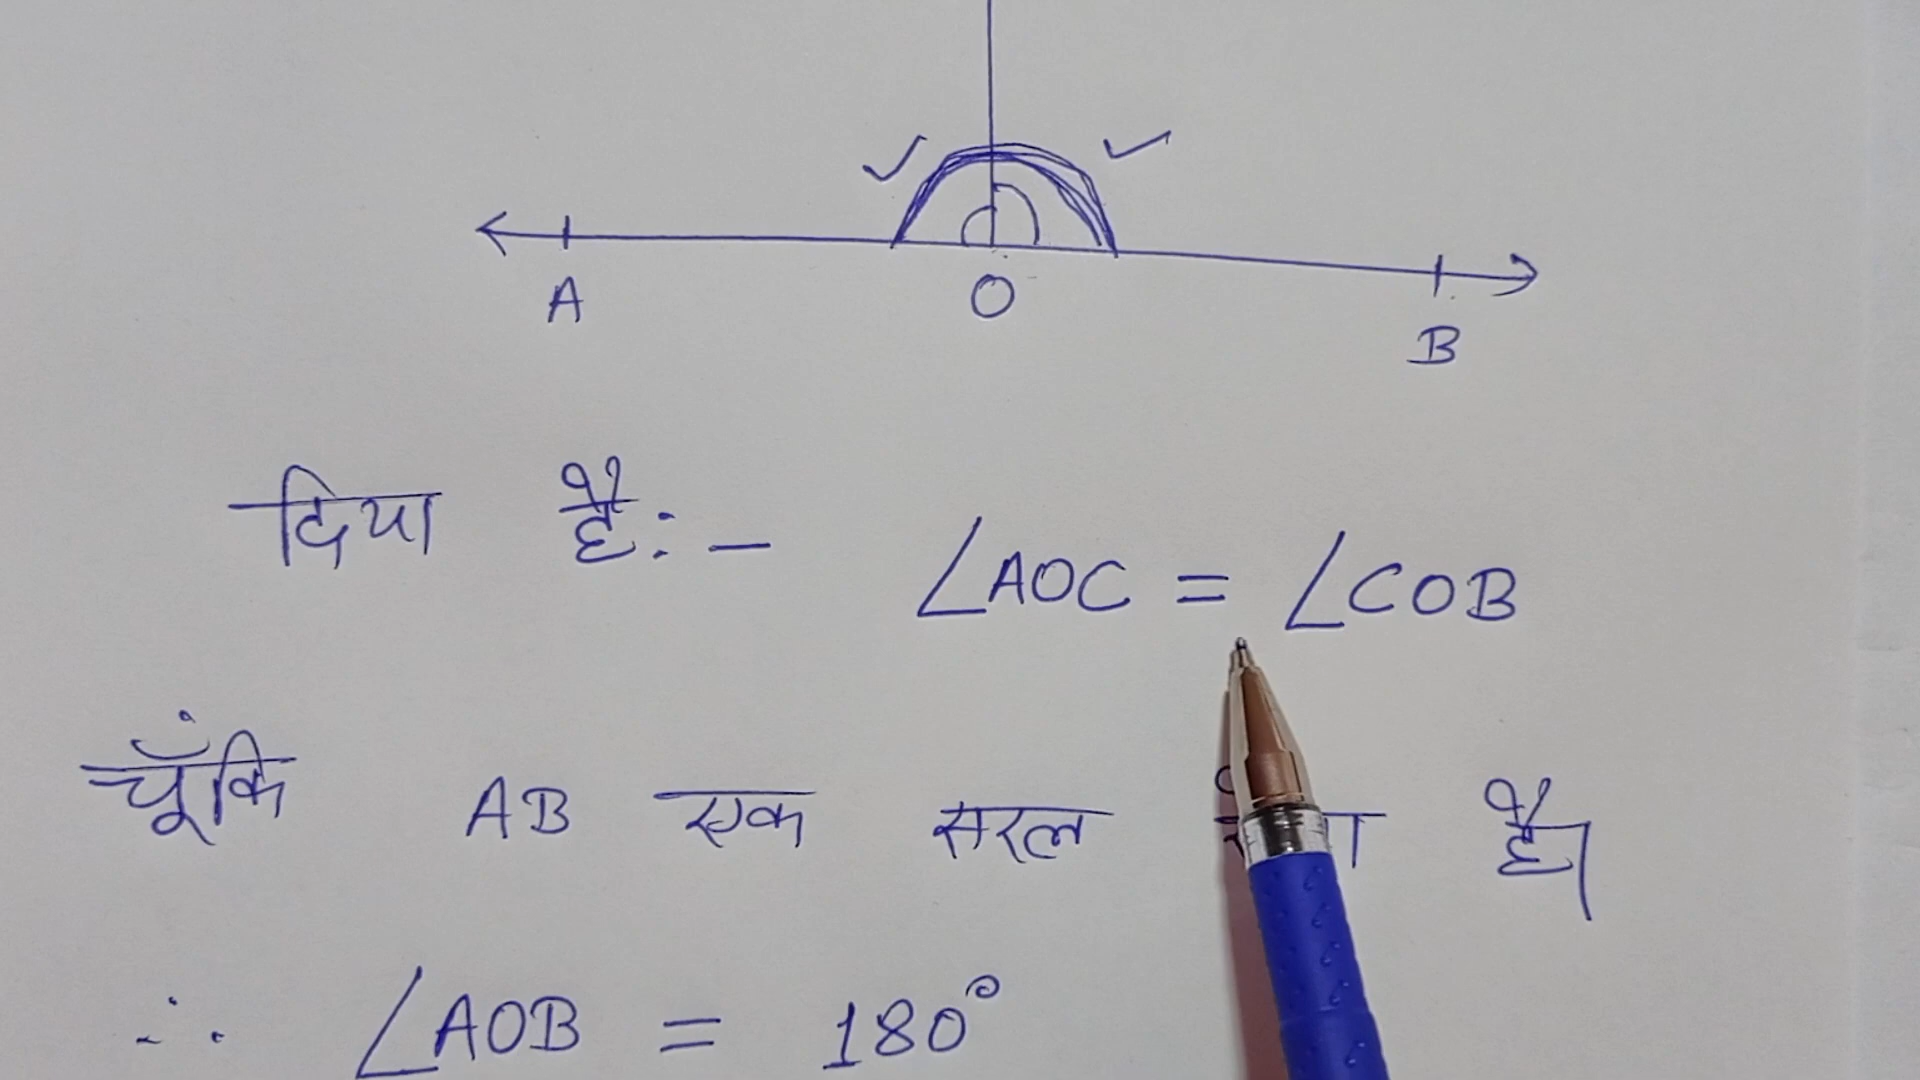 A O B
दिया है:- ∠AOC = ∠COB
चूँकि AB एक सरल है।
∴ ∠AOB = 180°